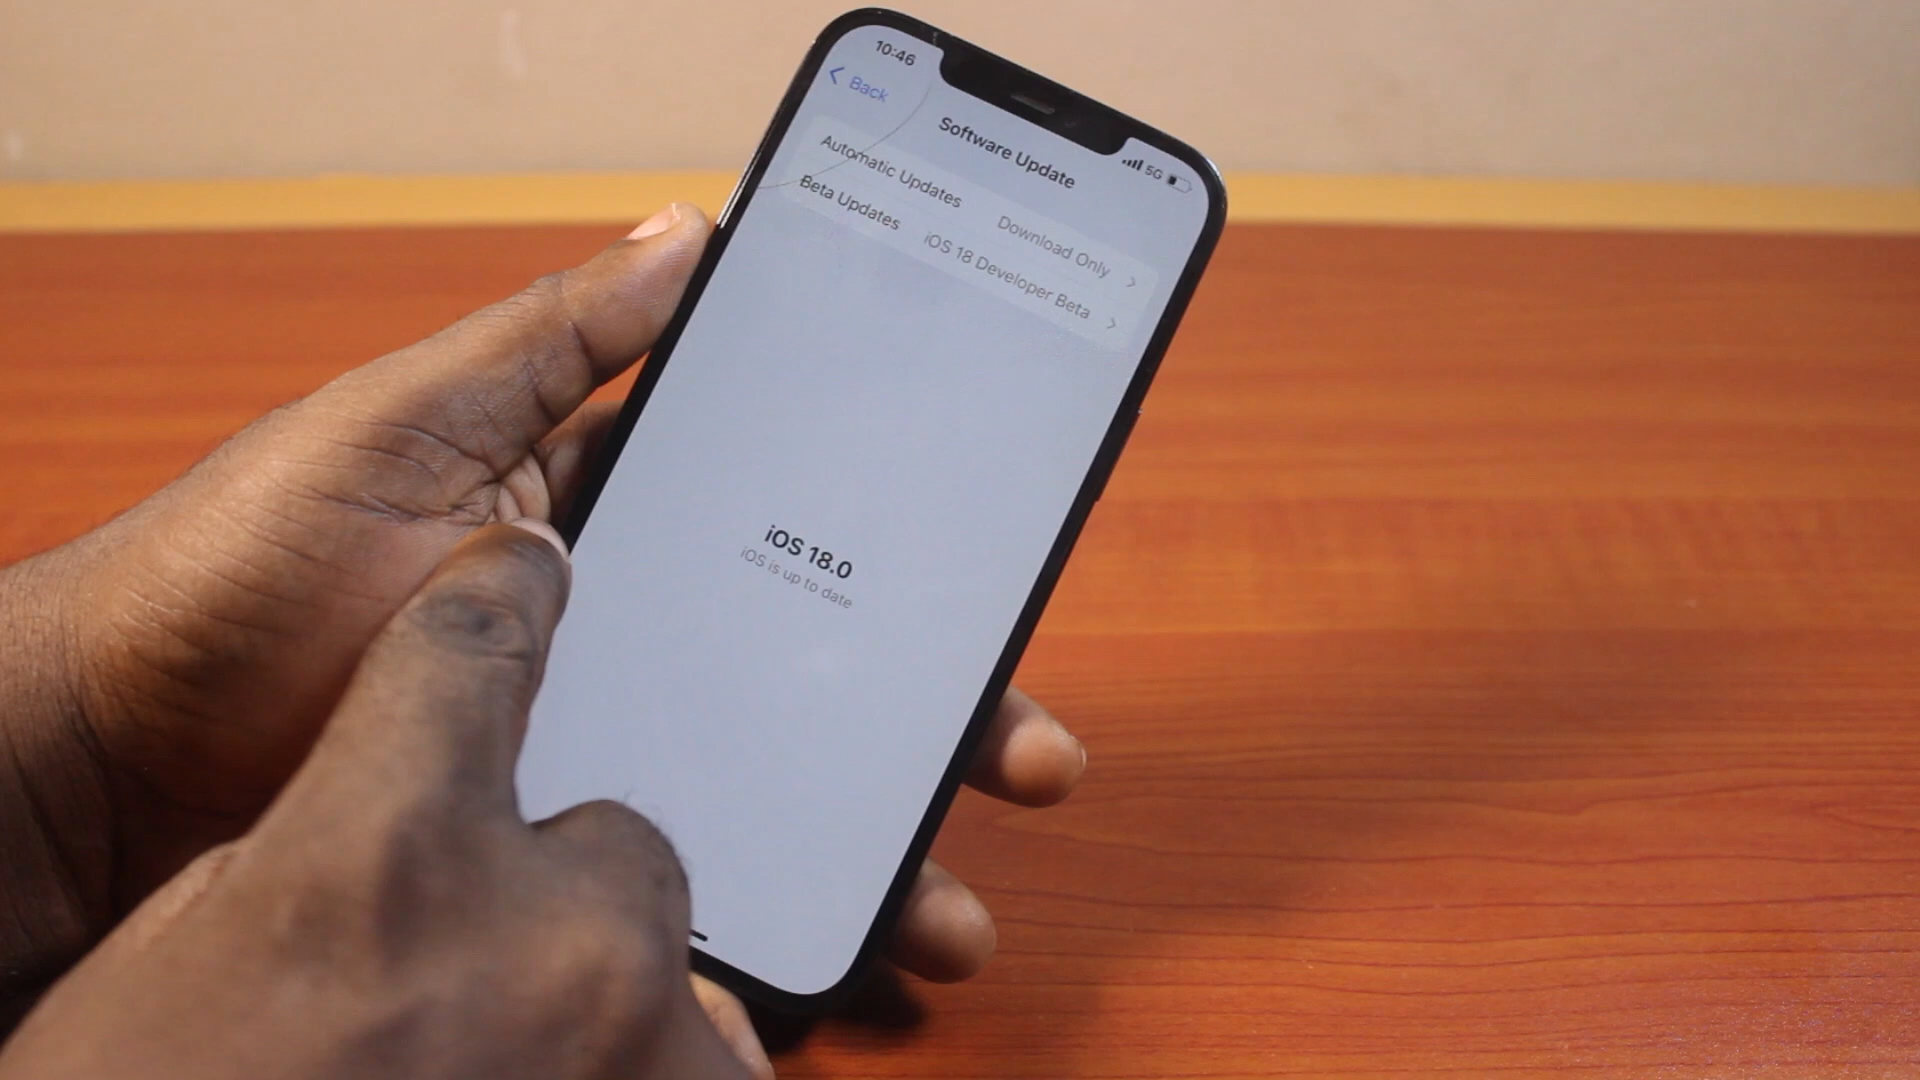 10:46
5G
Back
Software Update
Automatic Updates Download Only
Beta Updates iOS 18 Developer Beta
iOS 18.0
iOS is up to date